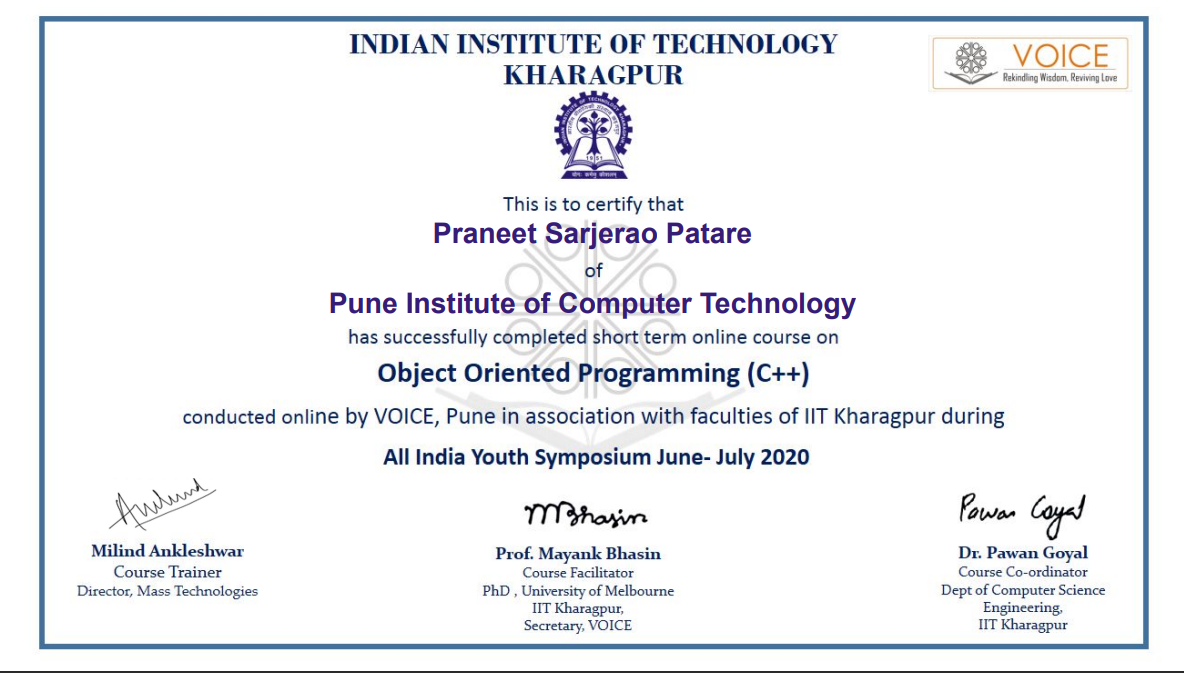 INDIAN INSTITUTE OF TECHNOLOGY
KHARAGPUR
VOICE
Rekindling Wisdom, Reviving Love
1951
This is to certify that
Praneet Sarjerao Patare
of
Pune Institute of Computer Technology
has successfully completed short term online course on
Object Oriented Programming (C++)
conducted online by VOICE, Pune in association with faculties of IIT Kharagpur during
All India Youth Symposium June- July 2020
MBhasin
Pawan Goyal
Milind Ankleshwar
Course Trainer
Director, Mass Technologies
Prof. Mayank Bhasin
Course Facilitator
PhD , University of Melbourne
IIT Kharagpur,
Secretary, VOICE
Dr. Pawan Goyal
Course Co-ordinator
Dept of Computer Science
Engineering,
IIT Kharagpur